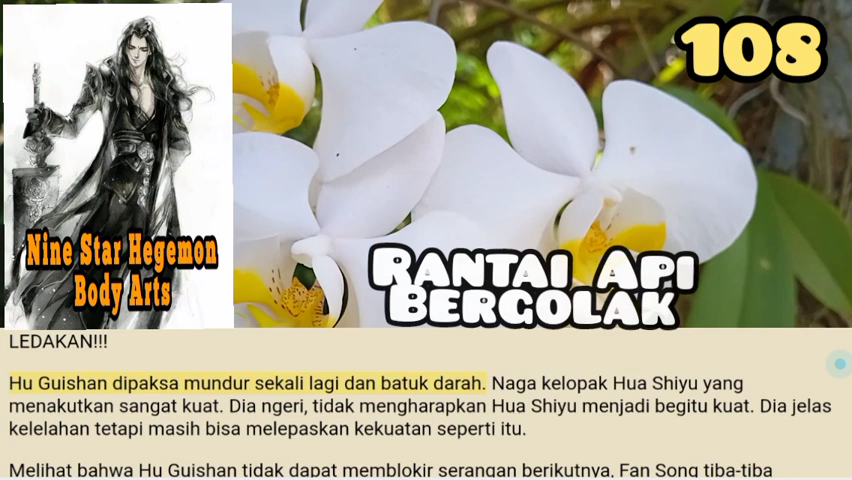 108
Nine Star Hegemon
Body Arts
RANTAI API
BERGOLAK
LEDAKAN!!!
Hu Guishan dipaksa mundur sekali lagi dan batuk darah. Naga kelopak Hua Shiyu yang
menakutkan sangat kuat. Dia ngeri, tidak mengharapkan Hua Shiyu menjadi begitu kuat. Dia jelas
kelelahan tetapi masih bisa melepaskan kekuatan seperti itu.
Melihat bahwa Hu Guishan tidak dapat memblokir serangan berikutnya, Fan Song tiba-tiba